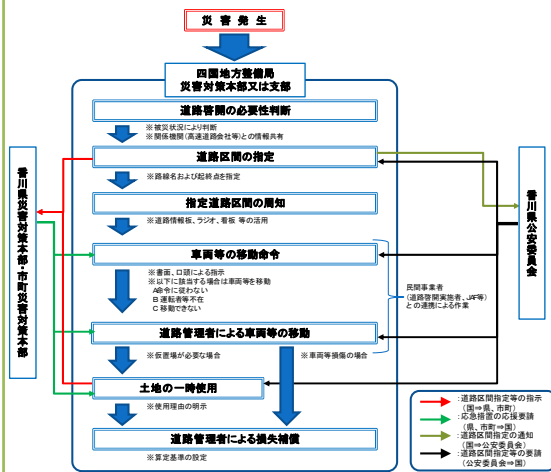 災 害 発 生
四国地方整備局
災害対策本部又は支部
道路啓開の必要性判断
※被災状況により判断
※関係機関(高速道路会社等)との情報共有
道路区間の指定
※路線名および起終点を指定
指定道路区間の周知
※道路情報板、ラジオ、看板 等の活用
車両等の移動命令
※書面、口頭による指示
※以下に該当する場合は車両等を移動
A命令に従わない
B 運転者等不在
C 移動できない
民間事業者
(道路啓開実施者、JAF等)
との連携による作業
道路管理者による車両等の移動
※仮置場が必要な場合
※車両等損傷の場合
土地の一時使用
※使用理由の明示
道路管理者による損失補償
※算定基準の設定
香川県災害対策本部・市町災害対策本部
香川県公安委員会
:道路区間指定等の指示
(国⇒県、市町)
:応急措置の応援要請
(県、市町⇒国)
:道路区間指定の通知
(国⇒公安委員会)
:道路区間指定等の要請
(公安委員会⇒国)